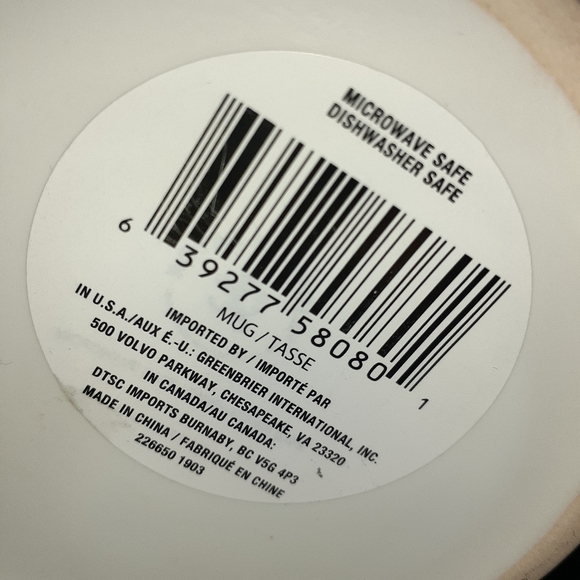 MICROWAVE SAFE
DISHWASHER SAFE
6 39277 58080 1
MUG / TASSE
IMPORTED BY / IMPORTÉ PAR
IN U.S.A./AUX É.-U.: GREENBRIER INTERNATIONAL, INC.
500 VOLVO PARKWAY, CHESAPEAKE, VA 23320
IN CANADA/AU CANADA:
DTSC IMPORTS BURNABY, BC V5G 4P3
MADE IN CHINA / FABRIQUÉ EN CHINE
226650 1903